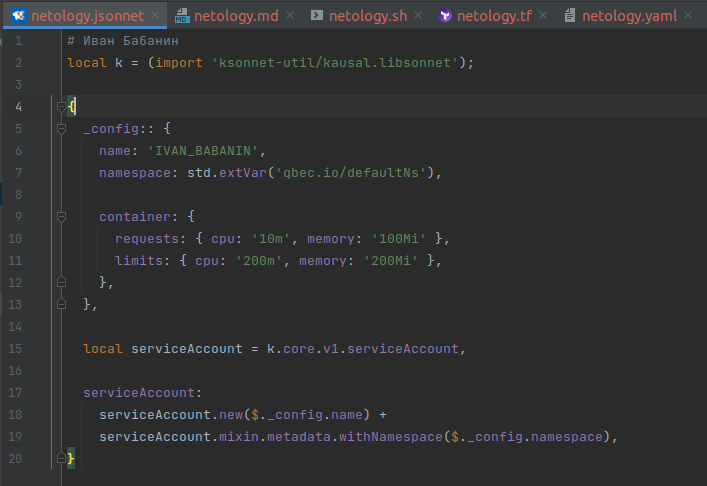 netology.jsonnet netology.md netology.sh netology.tf netology.yaml
1 # Иван Бабанин
2 local k = (import 'ksonnet-util/kausal.libsonnet');
3
4 {
5 _config:: {
6 name: 'IVAN_BABANIN',
7 namespace: std.extVar('qbec.io/defaultNs'),
8
9 container: {
10 requests: { cpu: '10m', memory: '100Mi' },
11 limits: { cpu: '200m', memory: '200Mi' },
12 },
13 },
14
15 local serviceAccount = k.core.v1.serviceAccount,
16
17 serviceAccount:
18 serviceAccount.new($._config.name) +
19 serviceAccount.mixin.metadata.withNamespace($._config.namespace),
20 }